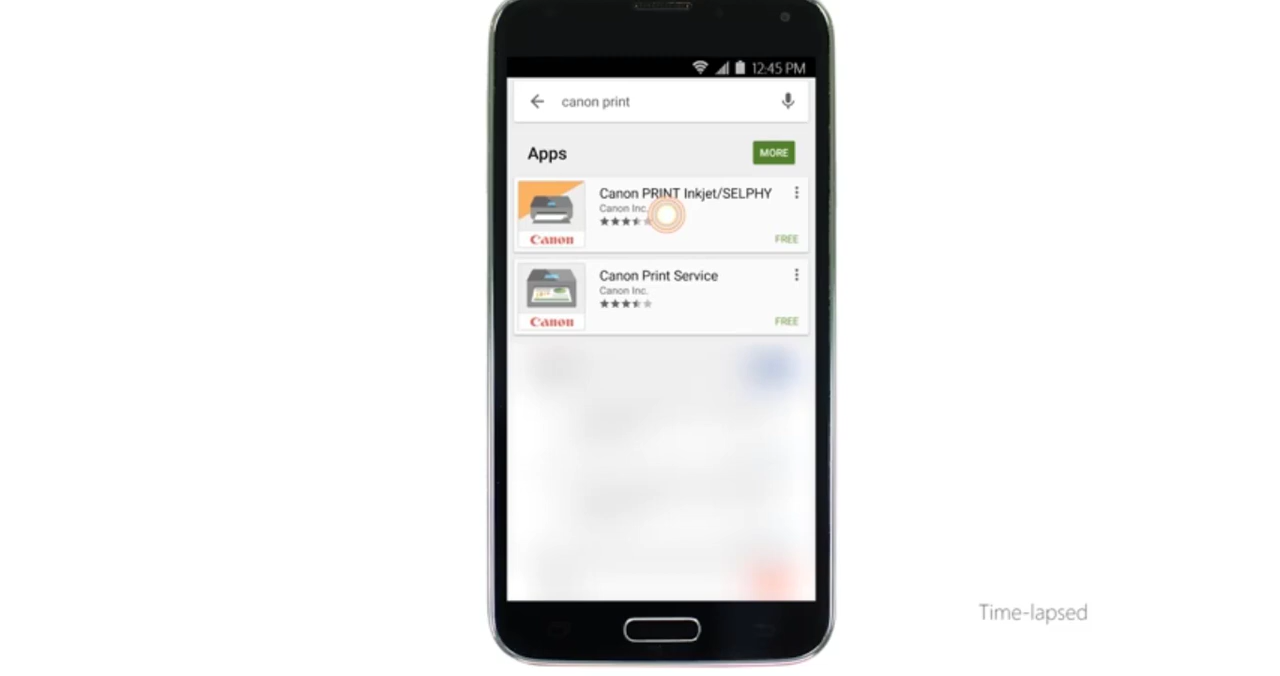 12:45 PM
canon print
Apps
MORE
Canon PRINT Inkjet/SELPHY
Canon Inc.
Canon
FREE
Canon Print Service
Canon Inc.
Canon
FREE
Time-lapsed